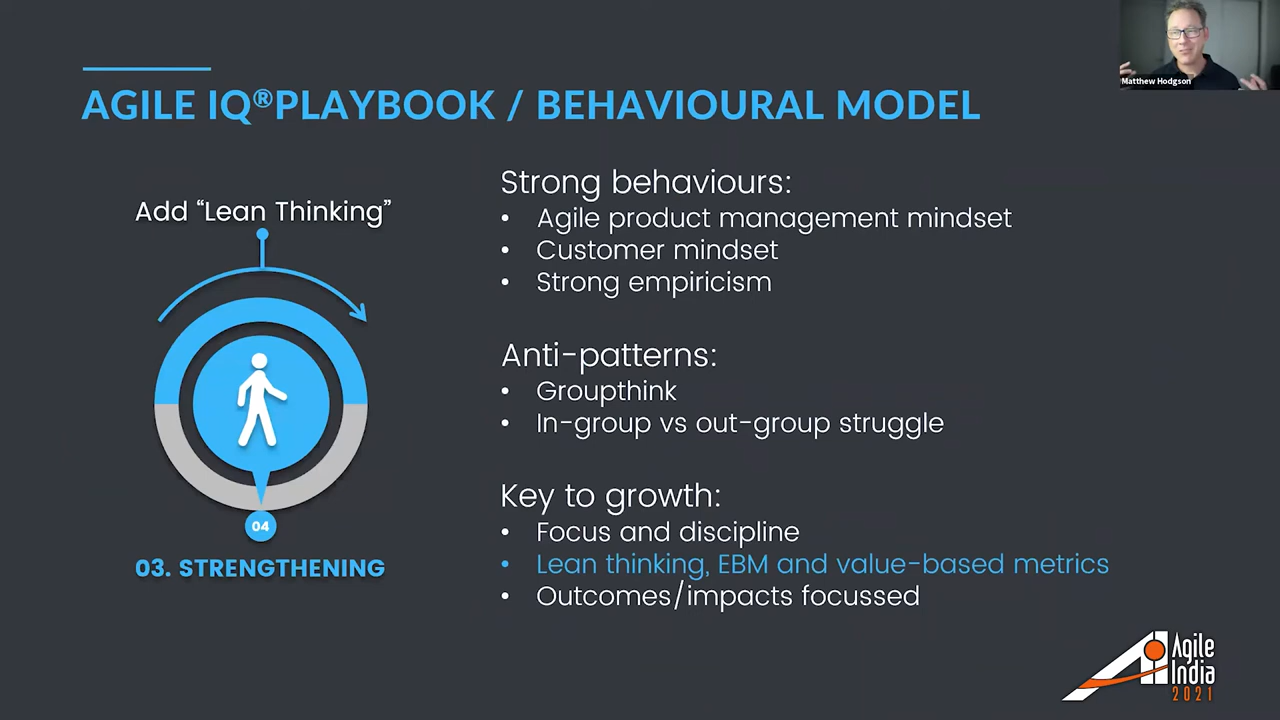 Matthew Hodgson
AGILE IQ®PLAYBOOK / BEHAVIOURAL MODEL
Add “Lean Thinking”
04
03. STRENGTHENING
Strong behaviours:
• Agile product management mindset
• Customer mindset
• Strong empiricism
Anti-patterns:
• Groupthink
• In-group vs out-group struggle
Key to growth:
• Focus and discipline
• Lean thinking, EBM and value-based metrics
• Outcomes/impacts focussed
Agile
India
2021